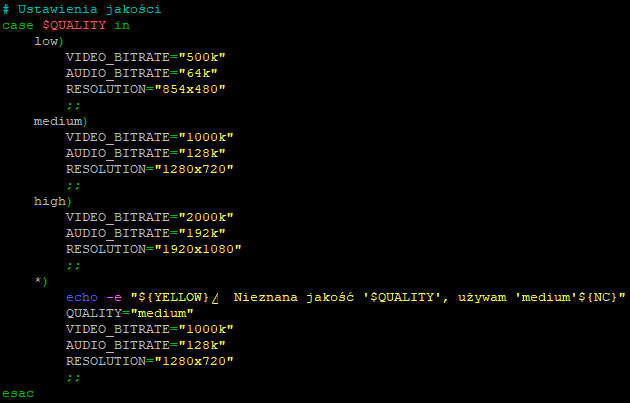 # Ustawienia jakości
case $QUALITY in
    low)
        VIDEO_BITRATE="500k"
        AUDIO_BITRATE="64k"
        RESOLUTION="854x480"
        ;;
    medium)
        VIDEO_BITRATE="1000k"
        AUDIO_BITRATE="128k"
        RESOLUTION="1280x720"
        ;;
    high)
        VIDEO_BITRATE="2000k"
        AUDIO_BITRATE="192k"
        RESOLUTION="1920x1080"
        ;;
    *)
        echo -e "${YELLOW}⚠  Nieznana jakość '$QUALITY', używam 'medium'${NC}"
        QUALITY="medium"
        VIDEO_BITRATE="1000k"
        AUDIO_BITRATE="128k"
        RESOLUTION="1280x720"
        ;;
esac